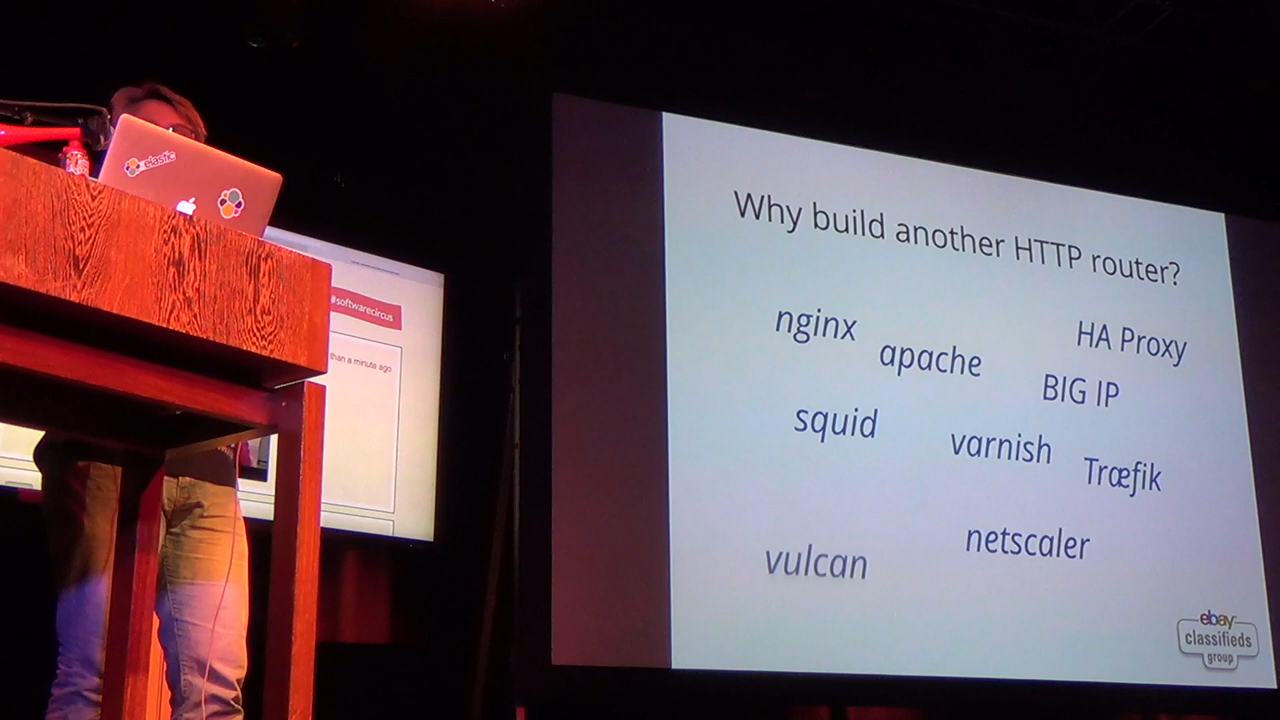 elastic
#softwarecircus
than a minute ago
Why build another HTTP router?
nginx
HA Proxy
apache
BIG IP
squid
varnish
Træfik
netscaler
vulcan
ebay
classifieds
group